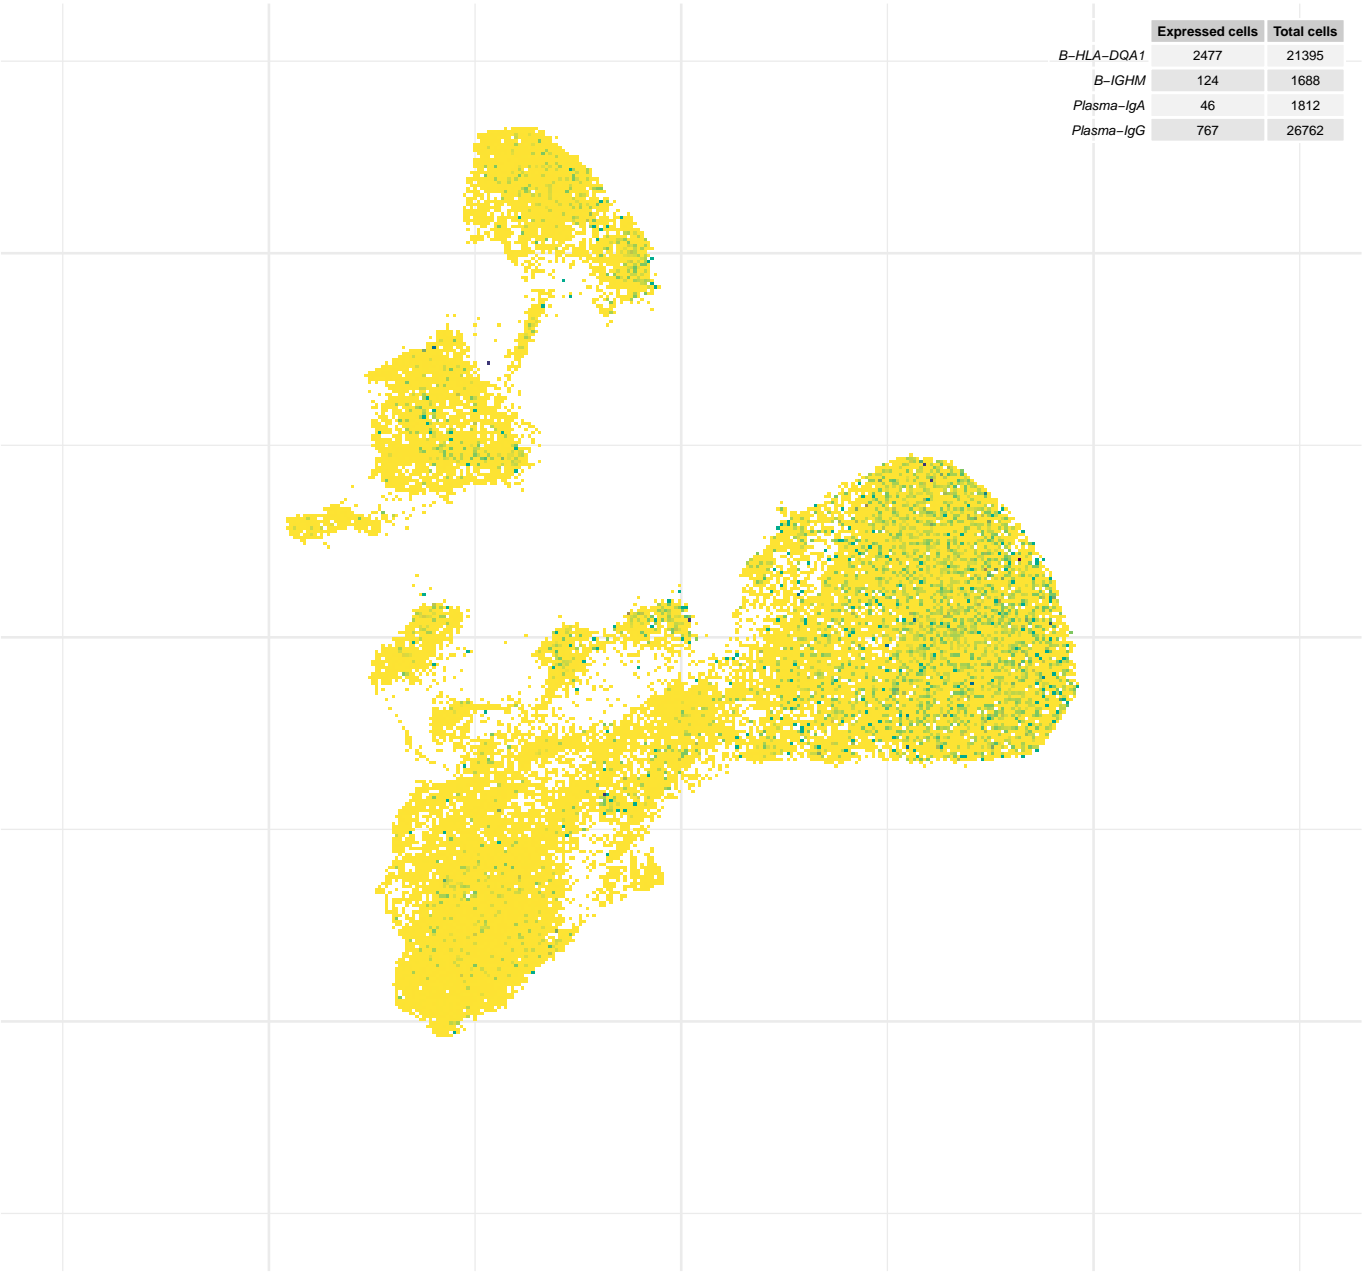 Expressed cells Total cells
B−HLA−DQA1 2477 21395
B−IGHM 124 1688
Plasma−IgA 46 1812
Plasma−IgG 767 26762